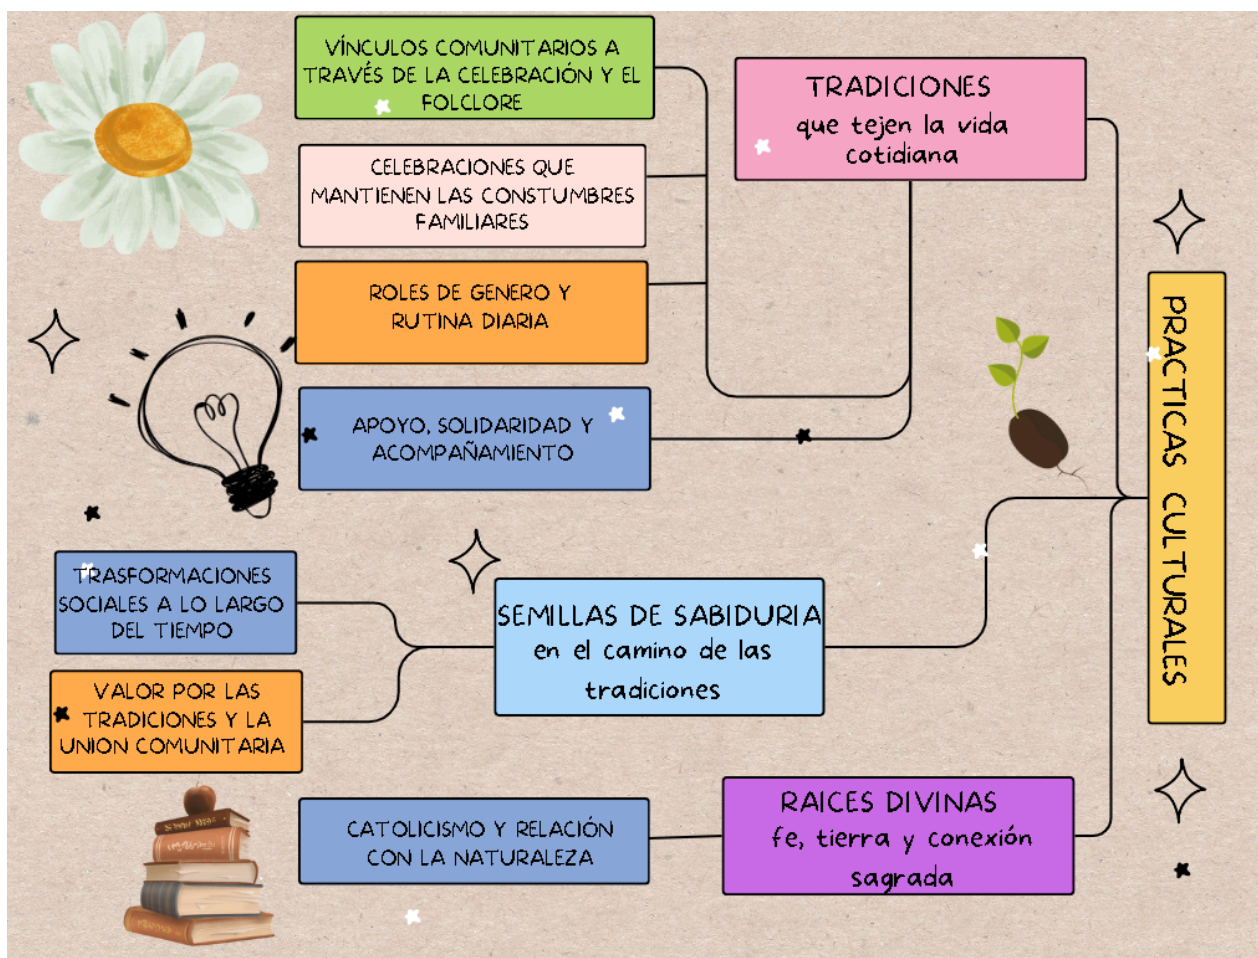 VÍNCULOS COMUNITARIOS A
TRAVÉS DE LA CELEBRACIÓN Y EL
FOLCLORE
CELEBRACIONES QUE
MANTIENEN LAS CONSTUMBRES
FAMILIARES
ROLES DE GENERO Y
RUTINA DIARIA
APOYO, SOLIDARIDAD Y
ACOMPAÑAMIENTO
TRADICIONES
que tejen la vida
cotidiana
TRASFORMACIONES
SOCIALES A LO LARGO
DEL TIEMPO
VALOR POR LAS
TRADICIONES Y LA
UNION COMUNITARIA
SEMILLAS DE SABIDURIA
en el camino de las
tradiciones
CATOLICISMO Y RELACIÓN
CON LA NATURALEZA
RAICES DIVINAS
fe, tierra y conexión
sagrada
PRACTICAS CULTURALES